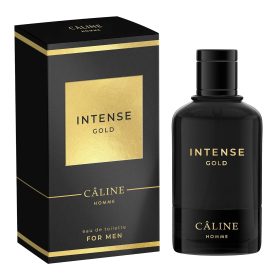 INTENSE
GOLD
CÂLINE
HOMME
eau de toilette
FOR MEN
INTENSE
GOLD
CÂLINE
HOMME